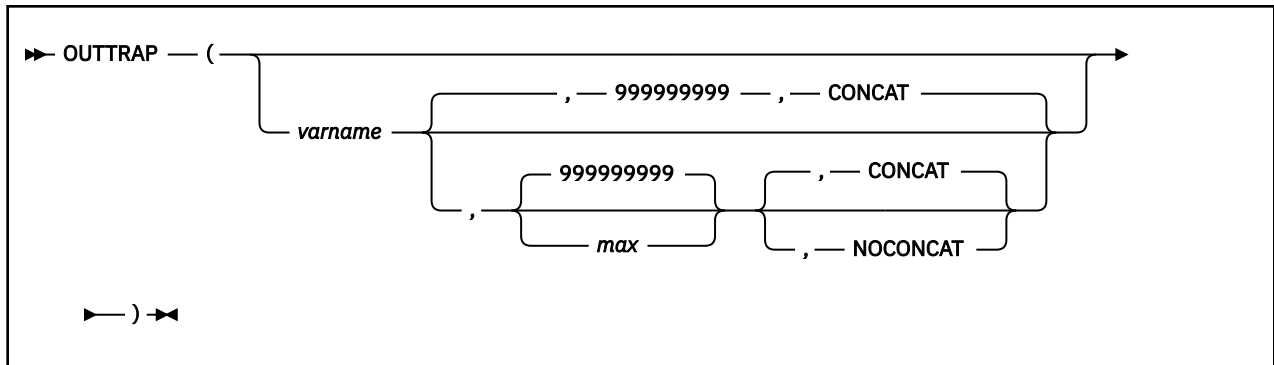 OUTTRAP (
, 999999999 , CONCAT
varname
999999999 , CONCAT
,
max , NOCONCAT
)